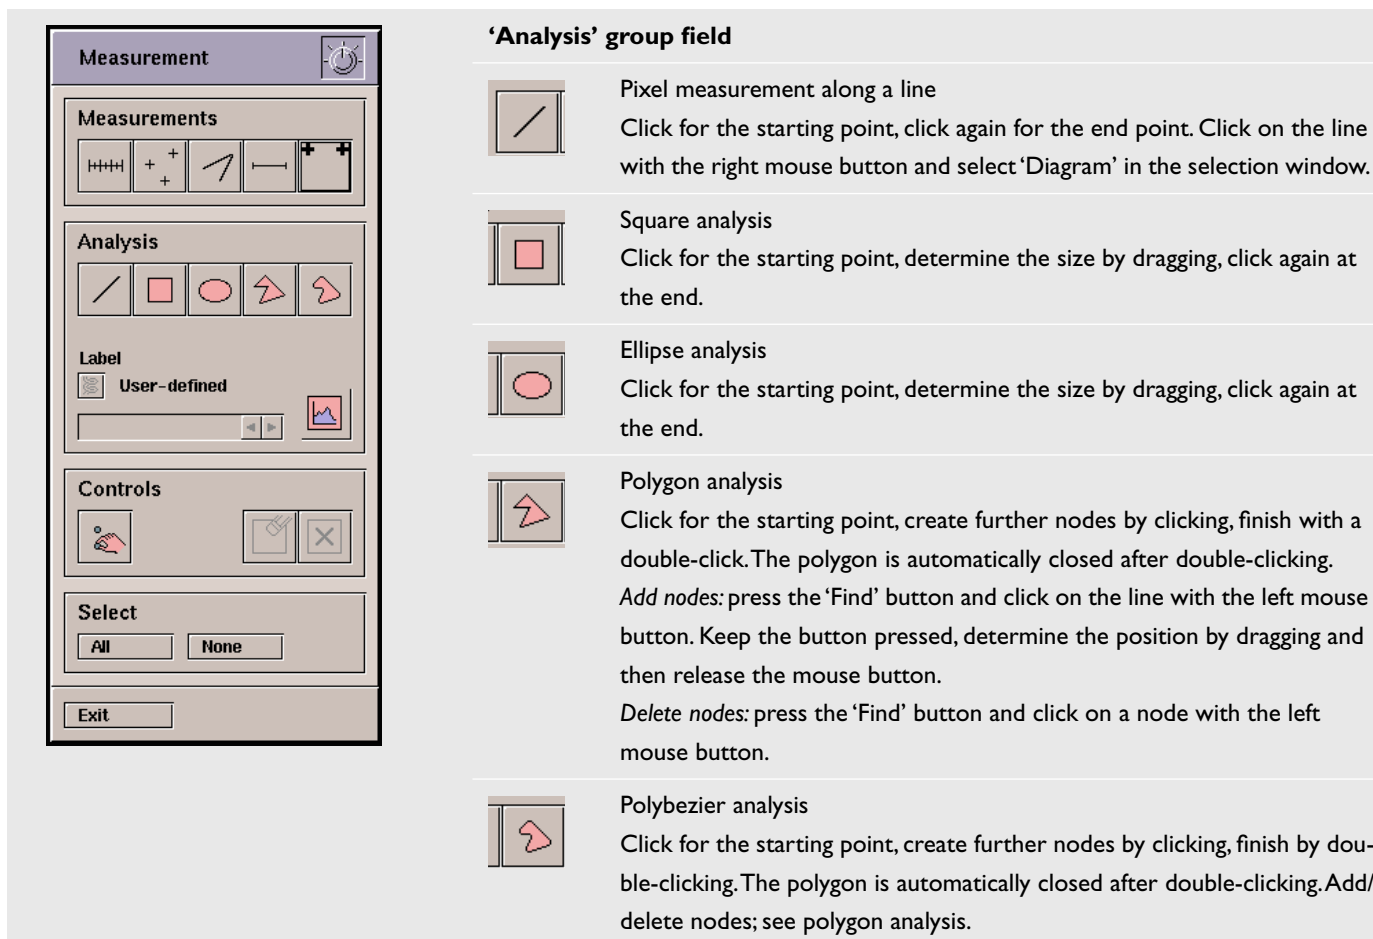 Measurement
Measurements
Analysis
Label
User-defined
Controls
Select
All
None
Exit
‘Analysis’ group field
Pixel measurement along a line
Click for the starting point, click again for the end point. Click on the line
with the right mouse button and select ‘Diagram’ in the selection window.
Square analysis
Click for the starting point, determine the size by dragging, click again at
the end.
Ellipse analysis
Click for the starting point, determine the size by dragging, click again at
the end.
Polygon analysis
Click for the starting point, create further nodes by clicking, finish with a
double-click. The polygon is automatically closed after double-clicking.
Add nodes: press the ‘Find’ button and click on the line with the left mouse
button. Keep the button pressed, determine the position by dragging and
then release the mouse button.
Delete nodes: press the ‘Find’ button and click on a node with the left
mouse button.
Polybezier analysis
Click for the starting point, create further nodes by clicking, finish by dou-
ble-clicking. The polygon is automatically closed after double-clicking. Add/
delete nodes; see polygon analysis.